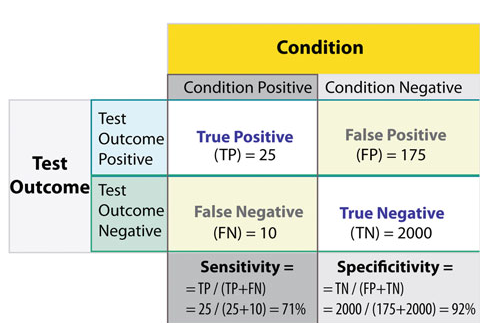 Condition
Condition Positive
Condition Negative
Test
Outcome
Test
Outcome
Positive
True Positive
(TP) = 25
False Positive
(FP) = 175
Test
Outcome
Negative
False Negative
(FN) = 10
True Negative
(TN) = 2000
Sensitivity =
= TP / (TP+FN)
= 25 / (25+10) = 71%
Specificitivity =
= TN / (FP+TN)
= 2000 / (175+2000) = 92%